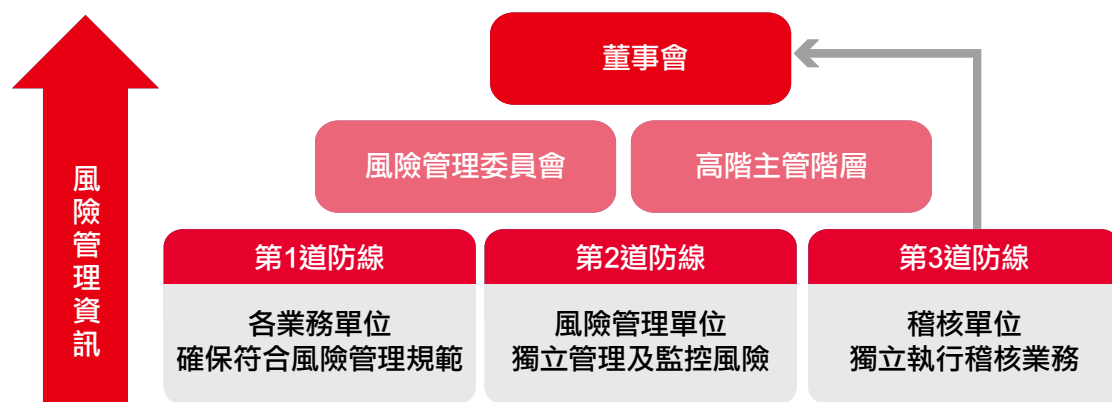 董事會
風險管理委員會
高階主管階層
風險管理資訊
第1道防線
各業務單位
確保符合風險管理規範
第2道防線
風險管理單位
獨立管理及監控風險
第3道防線
稽核單位
獨立執行稽核業務